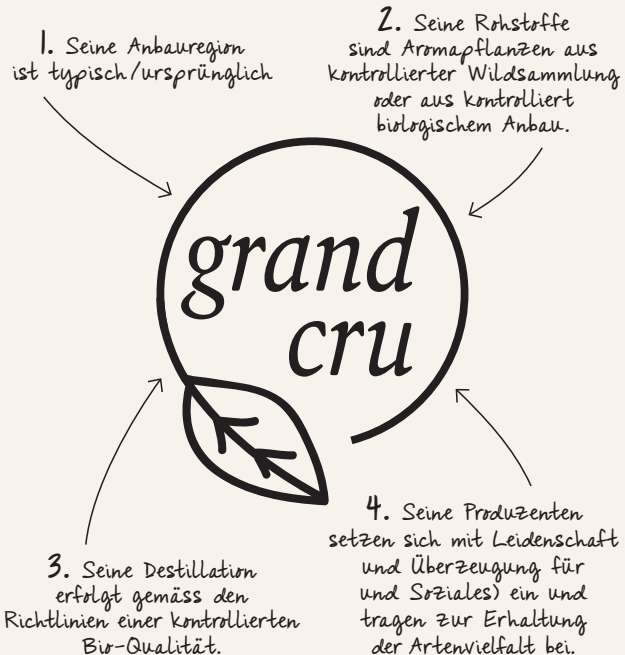 1. Seine Anbauregion
ist typisch/ursprünglich
2. Seine Rohstoffe
sind Aromapflanzen aus
kontrollierter Wildsammlung
oder aus kontrolliert
biologischem Anbau.
grand
cru
3. Seine Destillation
erfolgt gemäss den
Richtlinien einer kontrollierten
Bio-Qualität.
4. Seine Produzenten
setzen sich mit Leidenschaft
und Überzeugung für
und Soziales) ein und
tragen zur Erhaltung
der Artenvielfalt bei.